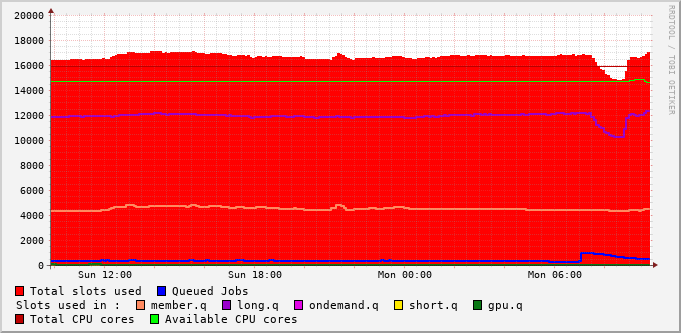 20000
18000
16000
14000
12000
10000
8000
6000
4000
2000
0
Sun 12:00 Sun 18:00 Mon 00:00 Mon 06:00
RRDTOOL / TOBI OETIKER
Total slots used Queued Jobs
Slots used in : member.q long.q ondemand.q short.q gpu.q
Total CPU cores Available CPU cores